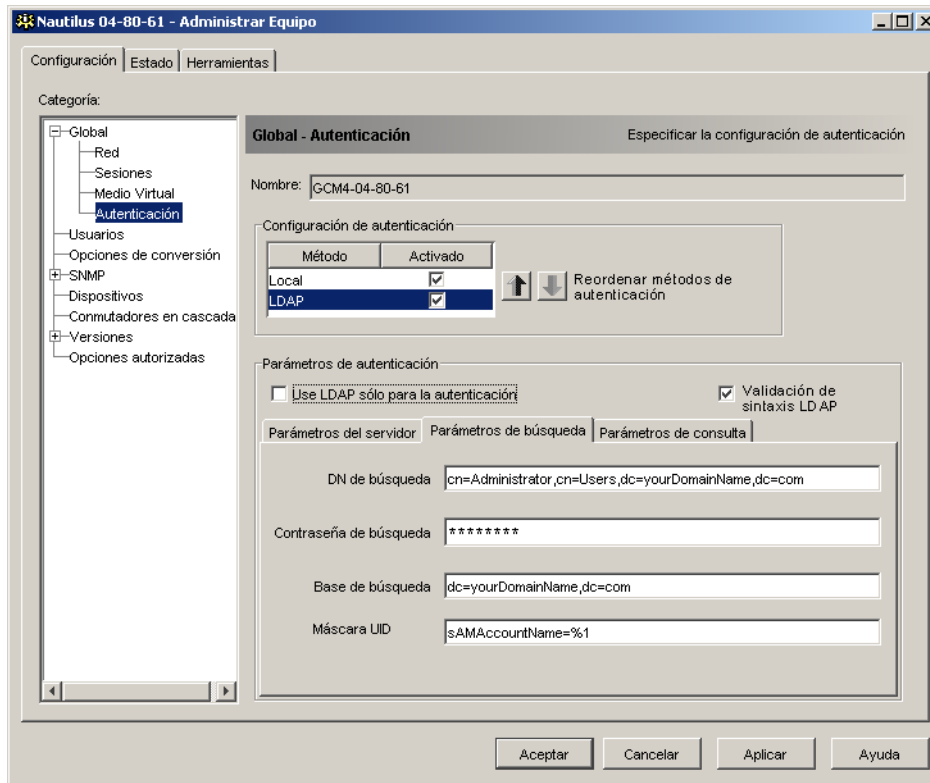 Nautilus 04-80-61 - Administrar Equipo
Configuración Estado Herramientas
Categoría:
Global
Red
Sesiones
Medio Virtual
Autenticación
Usuarios
Opciones de conversión
SNMP
Dispositivos
Conmutadores en cascada
Versiones
Opciones autorizadas
Global - Autenticación Especificar la configuración de autenticación
Nombre: GCM4-04-80-61
Configuración de autenticación
Método Activado
Local
LDAP
Reordenar métodos de
autenticación
Parámetros de autenticación
Use LDAP sólo para la autenticación
Validación de
sintaxis LDAP
Parámetros del servidor Parámetros de búsqueda Parámetros de consulta
DN de búsqueda cn=Administrator,cn=Users,dc=yourDomainName,dc=com
Contraseña de búsqueda ********
Base de búsqueda dc=yourDomainName,dc=com
Máscara UID sAMAccountName=%1
Aceptar Cancelar Aplicar Ayuda